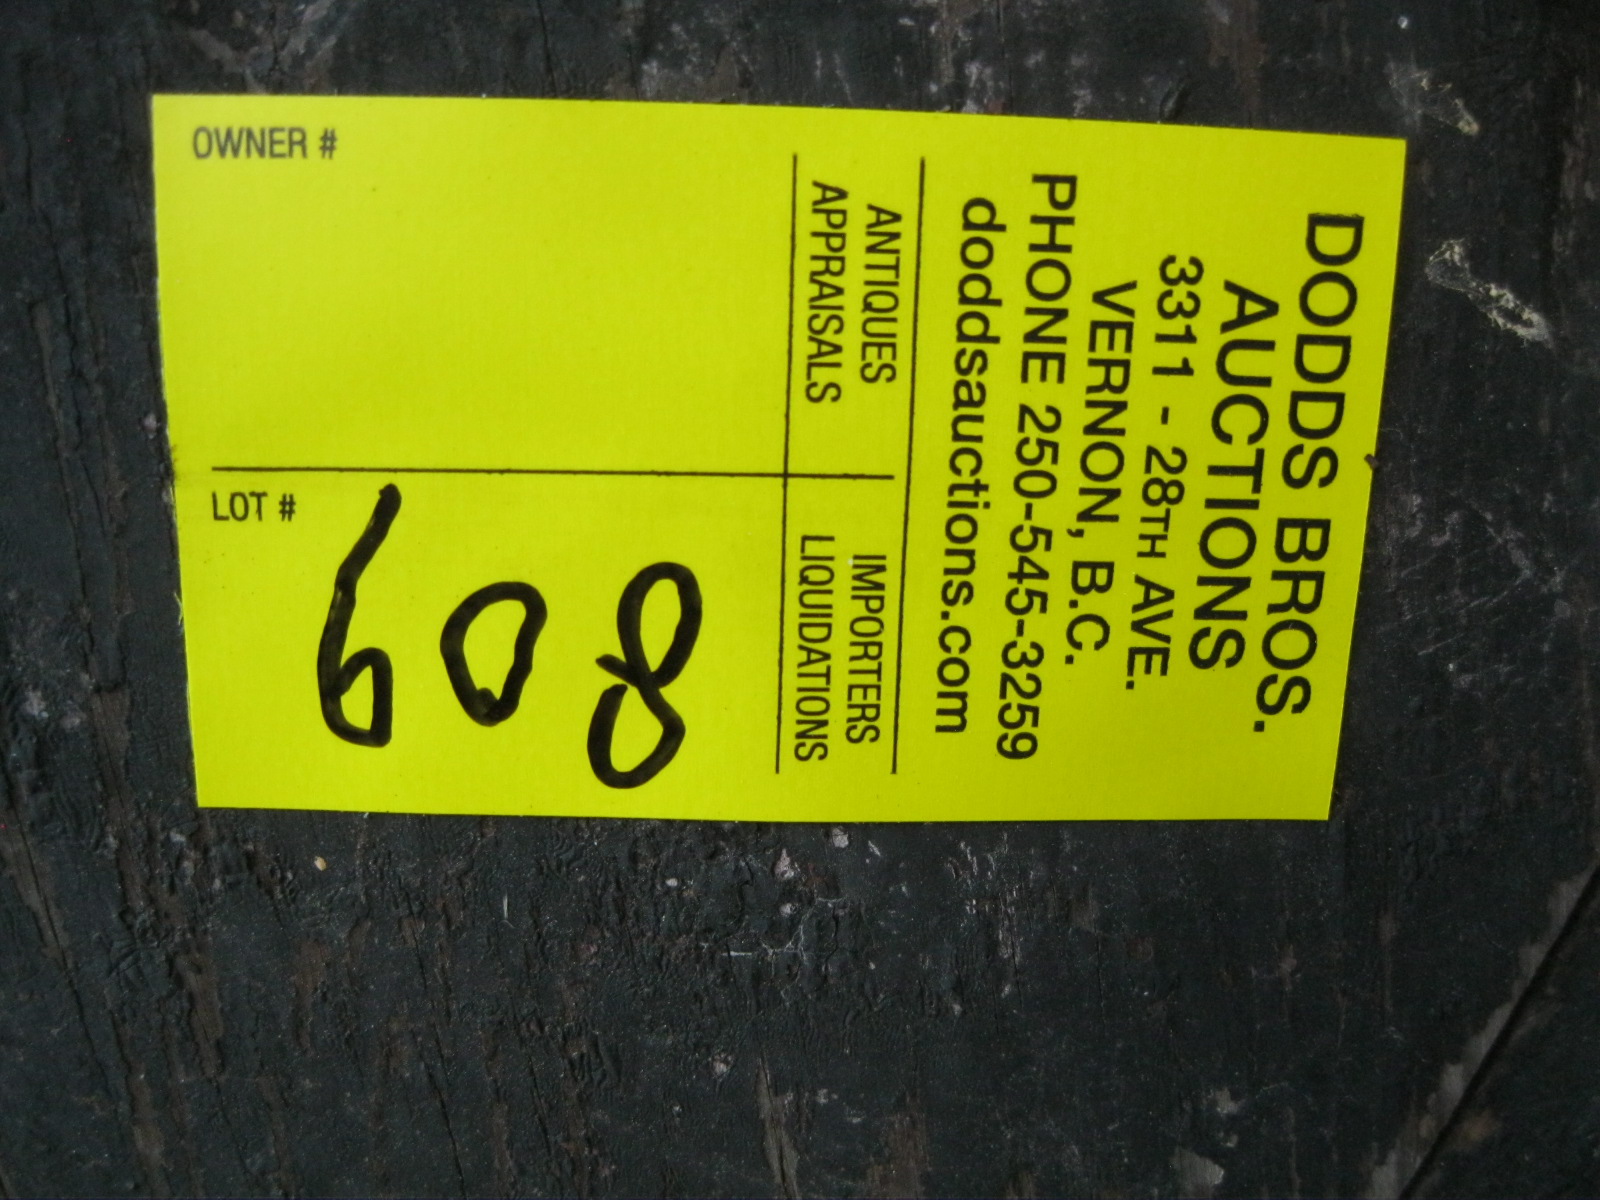 DODDS BROS.
AUCTIONS
3311 - 28TH AVE.
VERNON, B.C.
PHONE 250-545-3259
doddsauctions.com
ANTIQUES
APPRAISALS
IMPORTERS
LIQUIDATIONS
OWNER #
LOT #
608